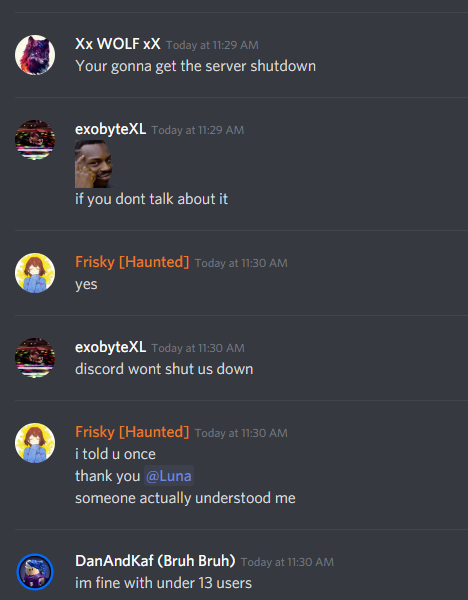 Xx WOLF xX Today at 11:29 AM
Your gonna get the server shutdown
exobyteXL Today at 11:29 AM
if you dont talk about it
Frisky [Haunted] Today at 11:30 AM
yes
exobyteXL Today at 11:30 AM
discord wont shut us down
Frisky [Haunted] Today at 11:30 AM
i told u once
thank you @Luna
someone actually understood me
DanAndKaf (Bruh Bruh) Today at 11:30 AM
im fine with under 13 users